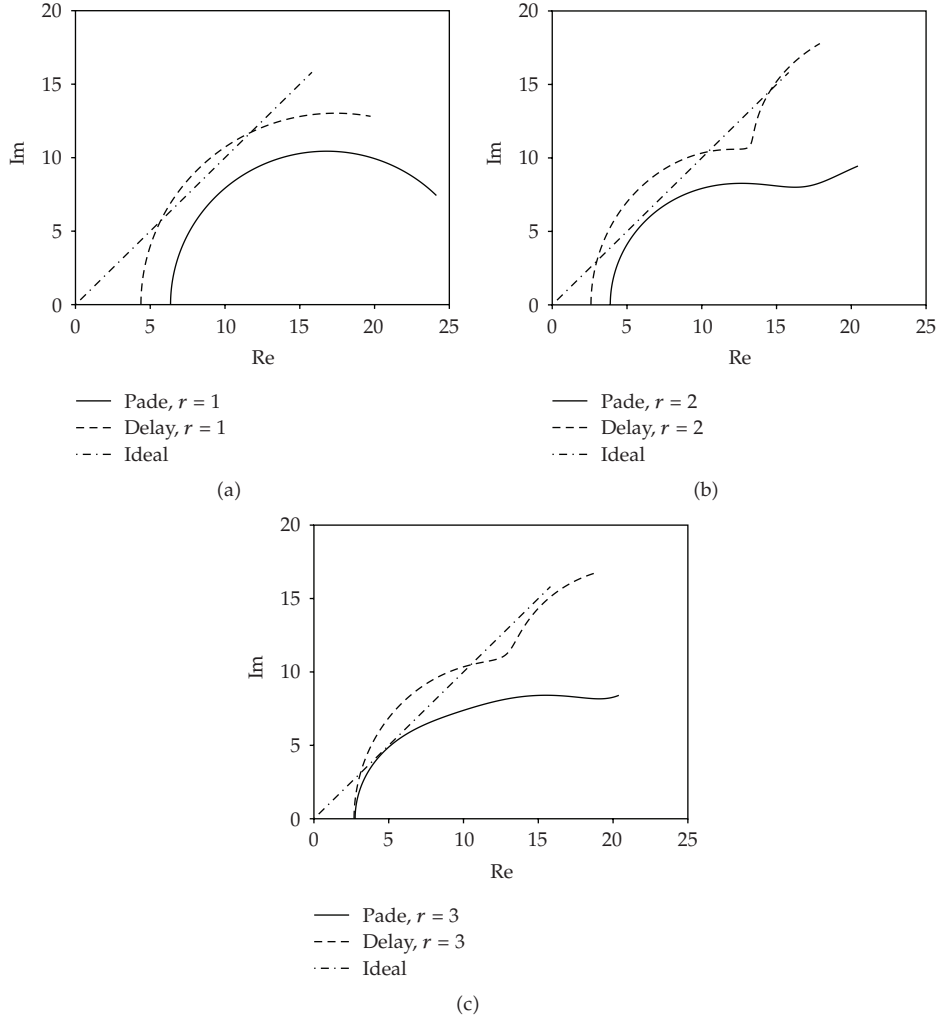 20
15
10
5
0
Im
0 5 10 15 20 25
Re
Pade, r = 1
Delay, r = 1
Ideal
(a)
20
15
10
5
0
Im
0 5 10 15 20 25
Re
Pade, r = 2
Delay, r = 2
Ideal
(b)
20
15
10
5
0
Im
0 5 10 15 20 25
Re
Pade, r = 3
Delay, r = 3
Ideal
(c)